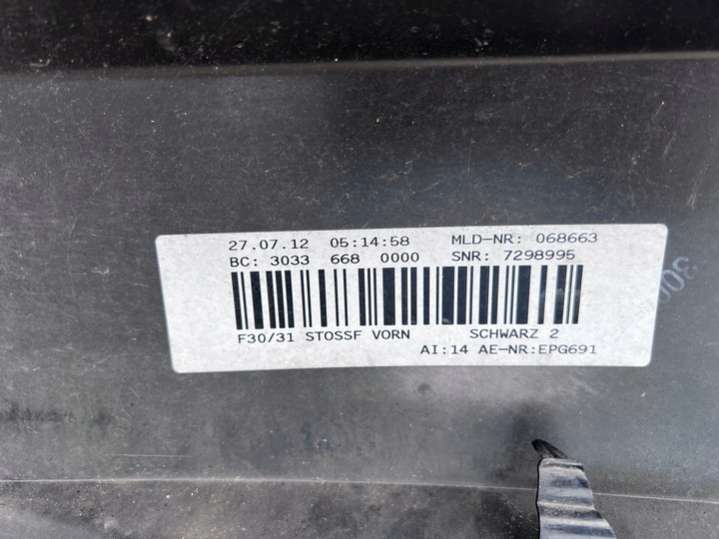 27.07.12 05:14:58 MLD-NR: 068663
BC: 3033 668 0000 SNR: 7298995
F30/31 STOSSF VORN SCHWARZ 2
AI:14 AE-NR:EPG691